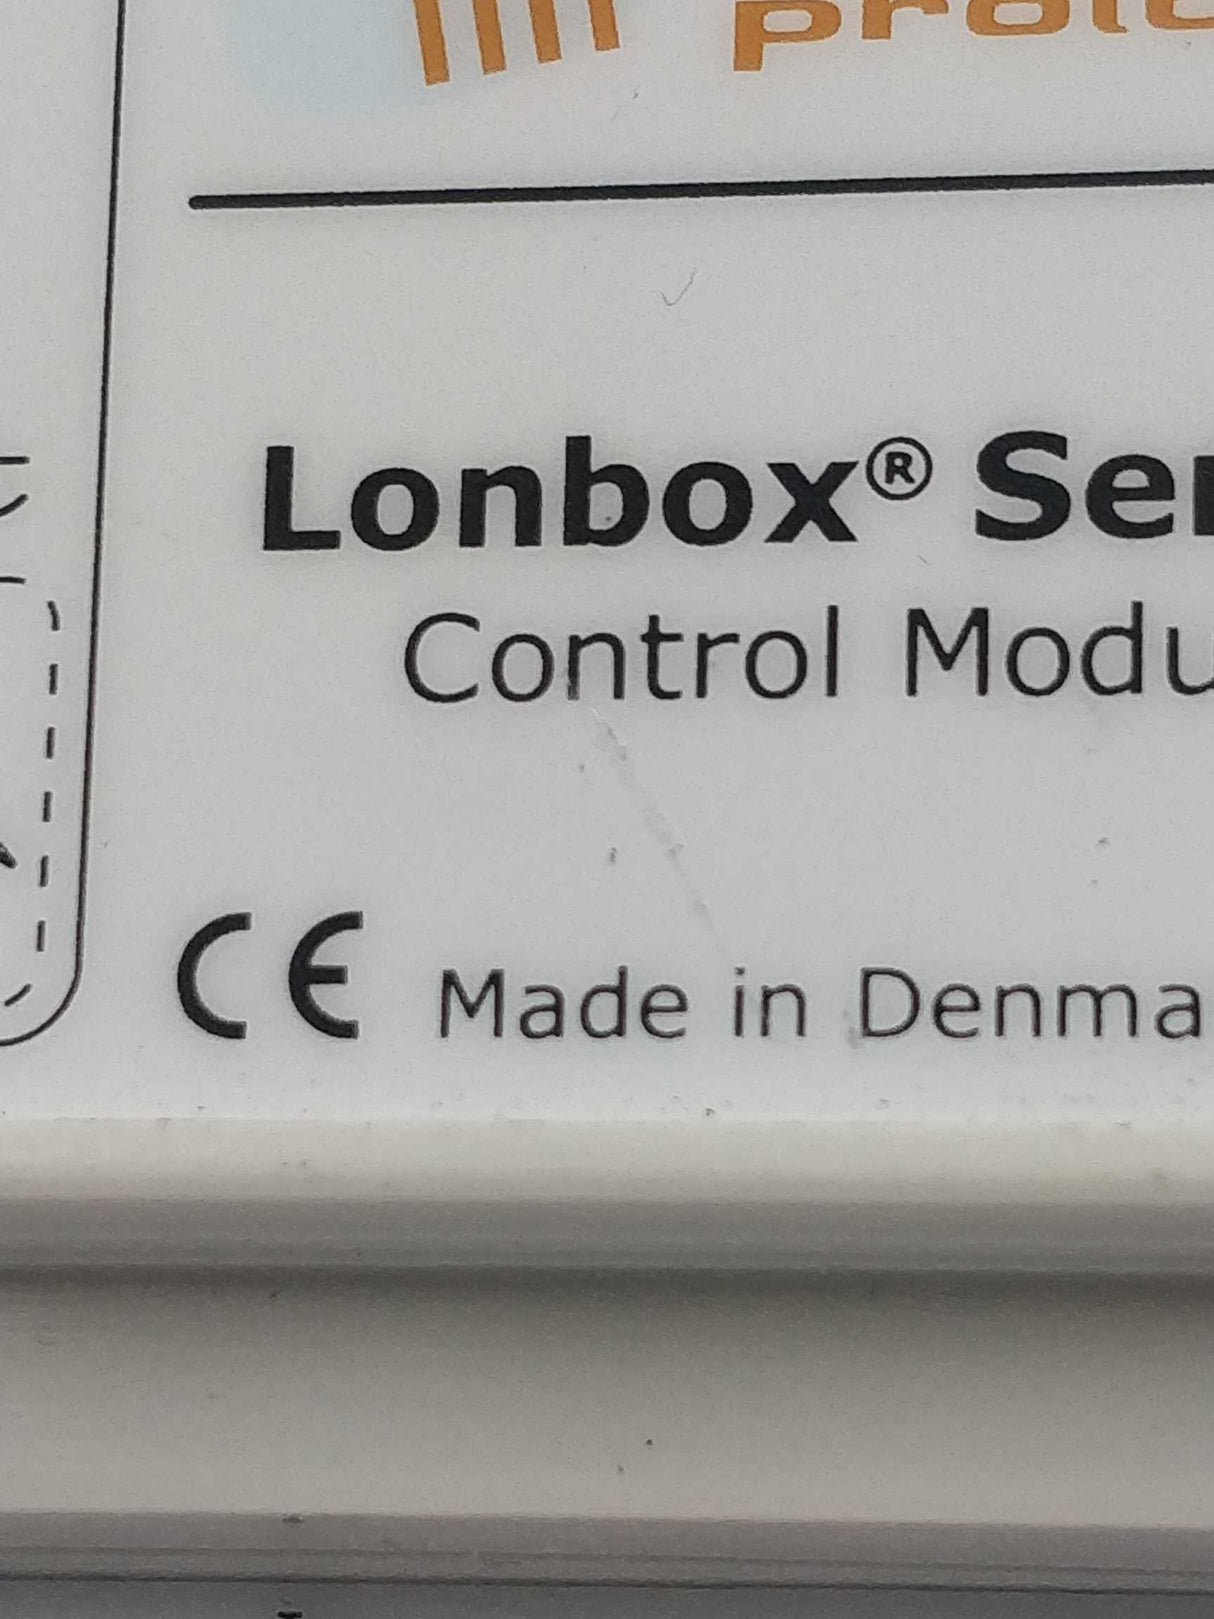 Lonbox® Ser
Control Modu
CE Made in Denma